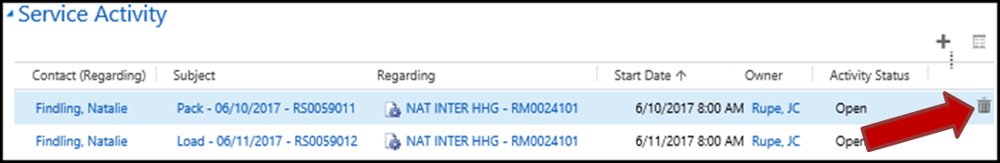 Service Activity
Contact (Regarding) Subject Regarding Start Date ↑ Owner Activity Status
Findling, Natalie Pack - 06/10/2017 - RS0059011 NAT INTER HHG - RM0024101 6/10/2017 8:00 AM Rupe, JC Open
Findling, Natalie Load - 06/11/2017 - RS0059012 NAT INTER HHG - RM0024101 6/11/2017 8:00 AM Rupe, JC Open